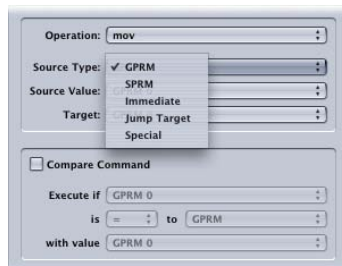 Operation: mov
Source Type: ✓ GPRM
SPRM
Source Value:
Immediate
Target: Jump Target
Special
Compare Command
Execute if GPRM 0
is = to GPRM
with value GPRM 0